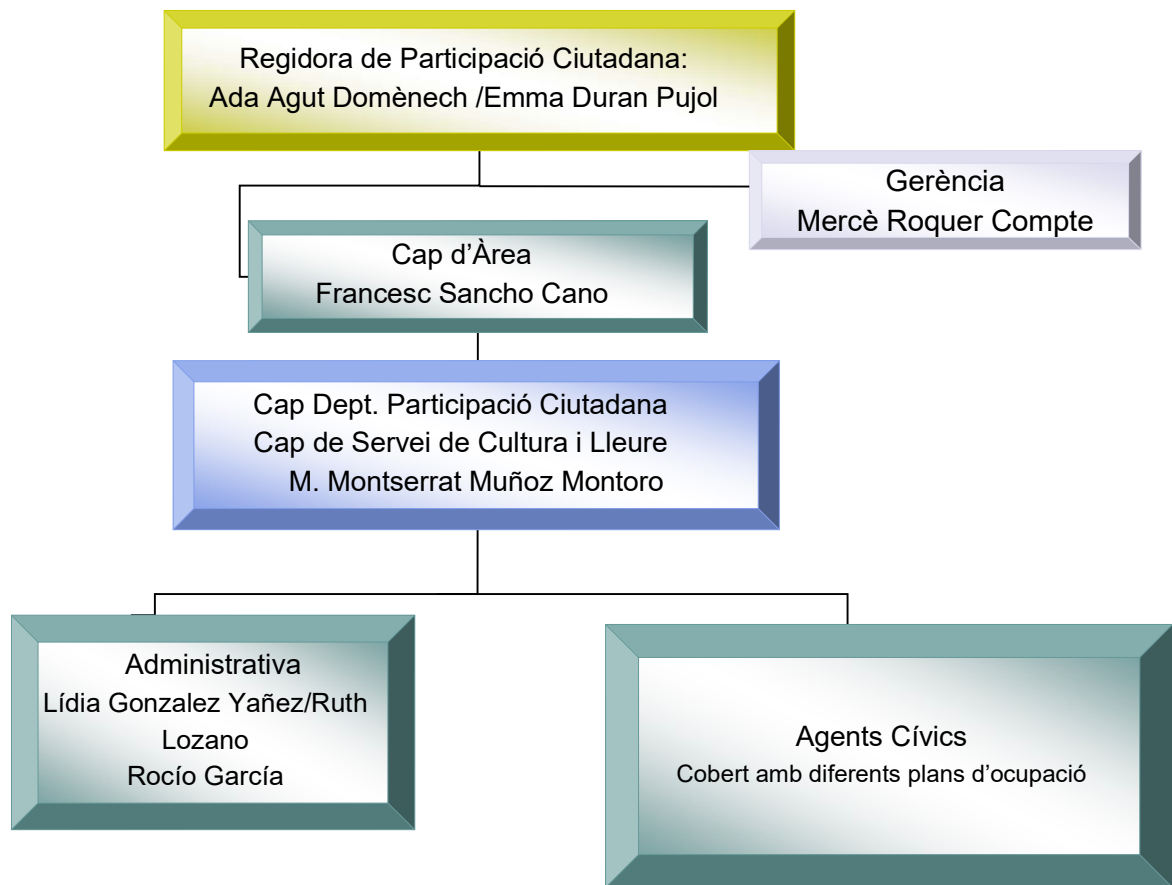 Regidora de Participació Ciutadana:
Ada Agut Domènech /Emma Duran Pujol
Gerència
Mercè Roquer Compte
Cap d’Àrea
Francesc Sancho Cano
Cap Dept. Participació Ciutadana
Cap de Servei de Cultura i Lleure
M. Montserrat Muñoz Montoro
Administrativa
Lídia Gonzalez Yañez/Ruth
Lozano
Rocío García
Agents Cívics
Cobert amb diferents plans d’ocupació